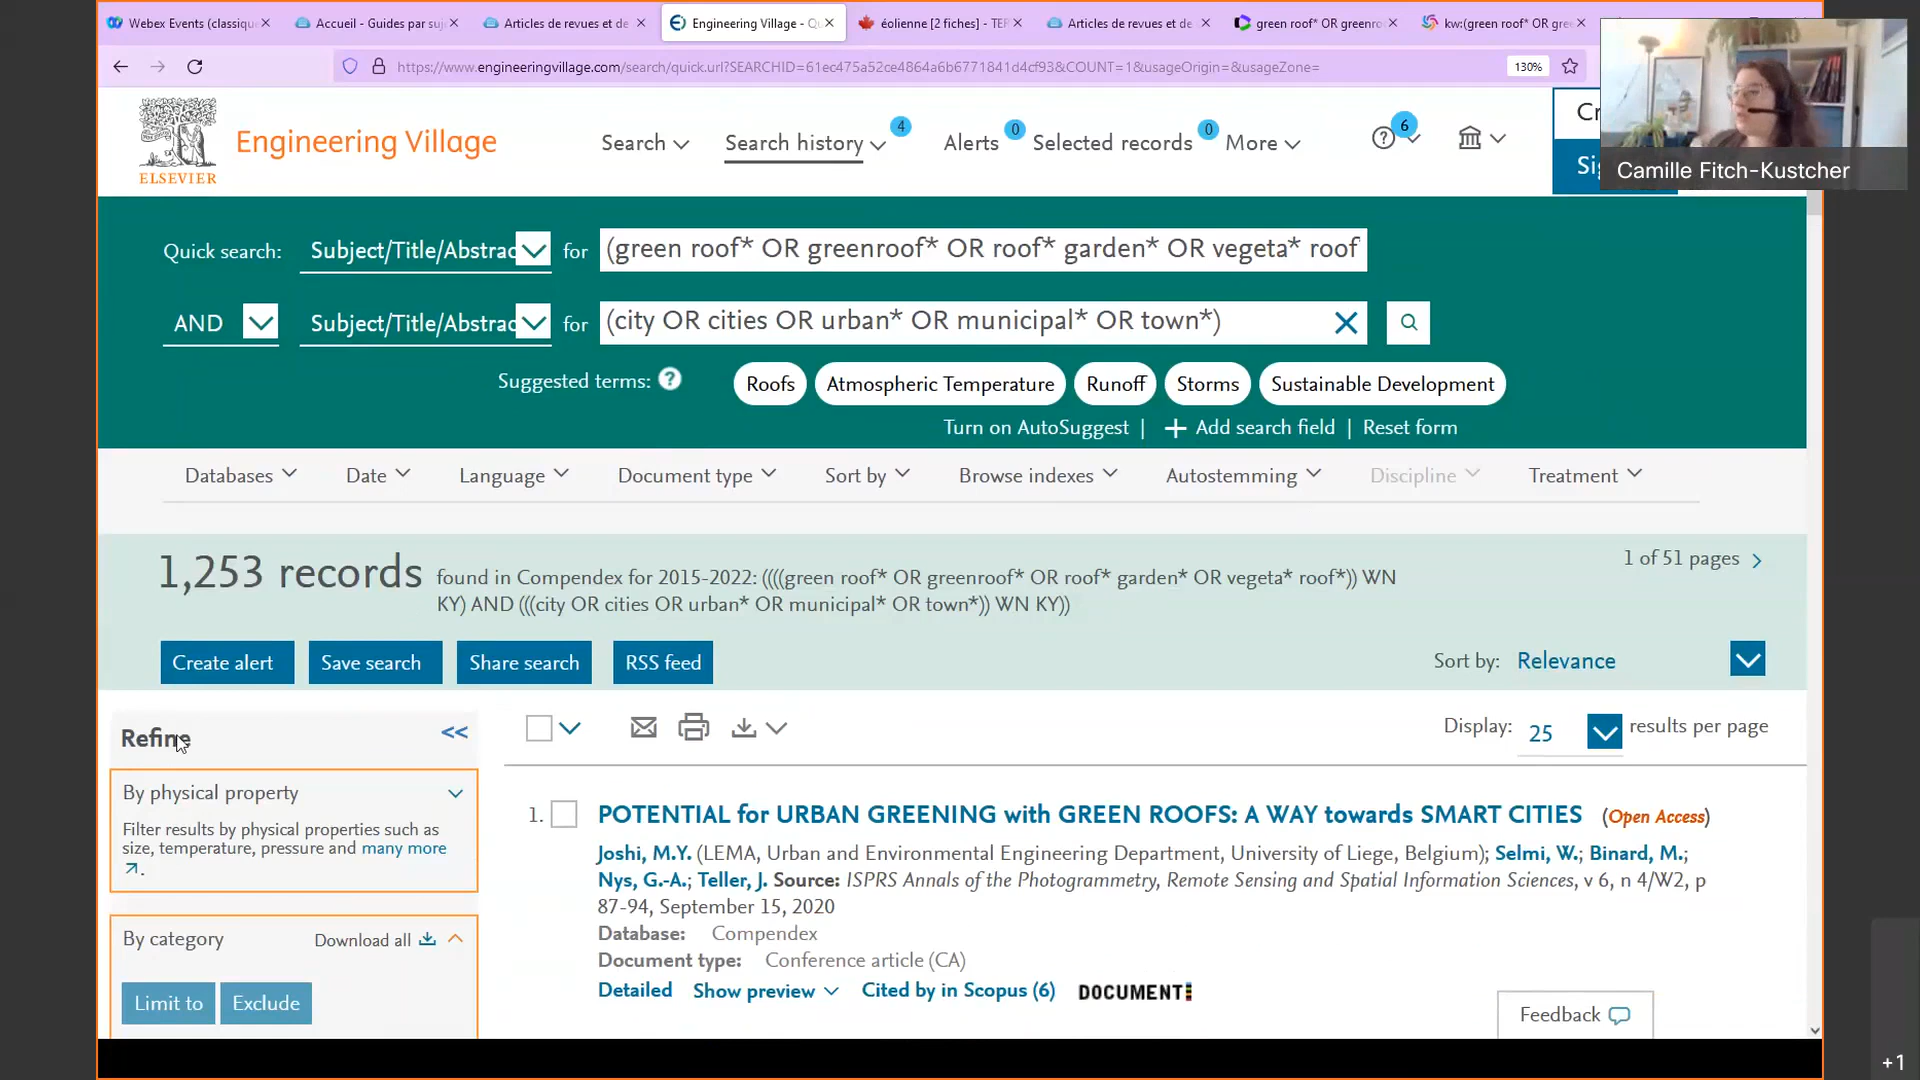 Webex Events (classiqu
Accueil - Guides par su
Articles de revues et de
Engineering Village - Q
éolienne [2 fiches] - TE
Articles de revues et de
green roof* OR greenro
kw:(green roof* OR gre
https://www.engineeringvillage.com/search/quick.url?SEARCHID=61ec475a52ce4864a6b6771841d4cf93&COUNT=1&usageOrigin=&usageZone=
130%
ELSEVIER
Engineering Village
Search
Search history
4
Alerts
0
Selected records
0
More
6
Cr
Si
Camille Fitch-Kustcher
Quick search:
Subject/Title/Abstrac
for
(green roof* OR greenroof* OR roof* garden* OR vegeta* roof
AND
Subject/Title/Abstrac
for
(city OR cities OR urban* OR municipal* OR town*)
Suggested terms:
Roofs
Atmospheric Temperature
Runoff
Storms
Sustainable Development
Turn on AutoSuggest |
Add search field
| Reset form
Databases
Date
Language
Document type
Sort by
Browse indexes
Autostemming
Discipline
Treatment
1,253 records
found in Compendex for 2015-2022: ((((green roof* OR greenroof* OR roof* garden* OR vegeta* roof*)) WN
KY) AND (((city OR cities OR urban* OR municipal* OR town*)) WN KY))
1 of 51 pages
Create alert
Save search
Share search
RSS feed
Sort by:
Relevance
Refine
<<
Display:
25
results per page
By physical property
Filter results by physical properties such as
size, temperature, pressure and many more
.
By category
Download all
Limit to
Exclude
1.
POTENTIAL for URBAN GREENING with GREEN ROOFS: A WAY towards SMART CITIES (Open Access)
Joshi, M.Y. (LEMA, Urban and Environmental Engineering Department, University of Liege, Belgium); Selmi, W.; Binard, M.;
Nys, G.-A.; Teller, J. Source: ISPRS Annals of the Photogrammetry, Remote Sensing and Spatial Information Sciences, v 6, n 4/W2, p
87-94, September 15, 2020
Database: Compendex
Document type: Conference article (CA)
Detailed
Show preview
Cited by in Scopus (6)
DOCUMENT
Feedback
+1